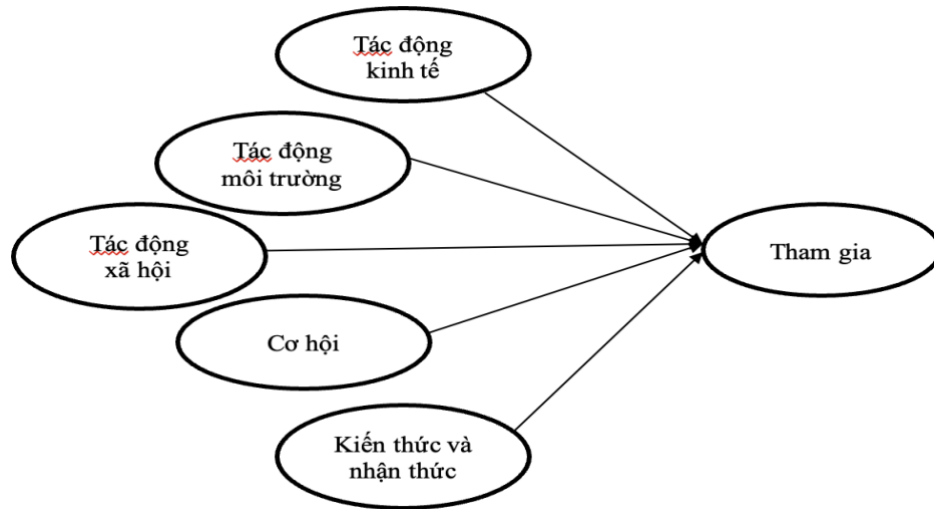 Tác động
kinh tế
Tác động
môi trường
Tác động
xã hội
Tham gia
Cơ hội
Kiến thức và
nhận thức